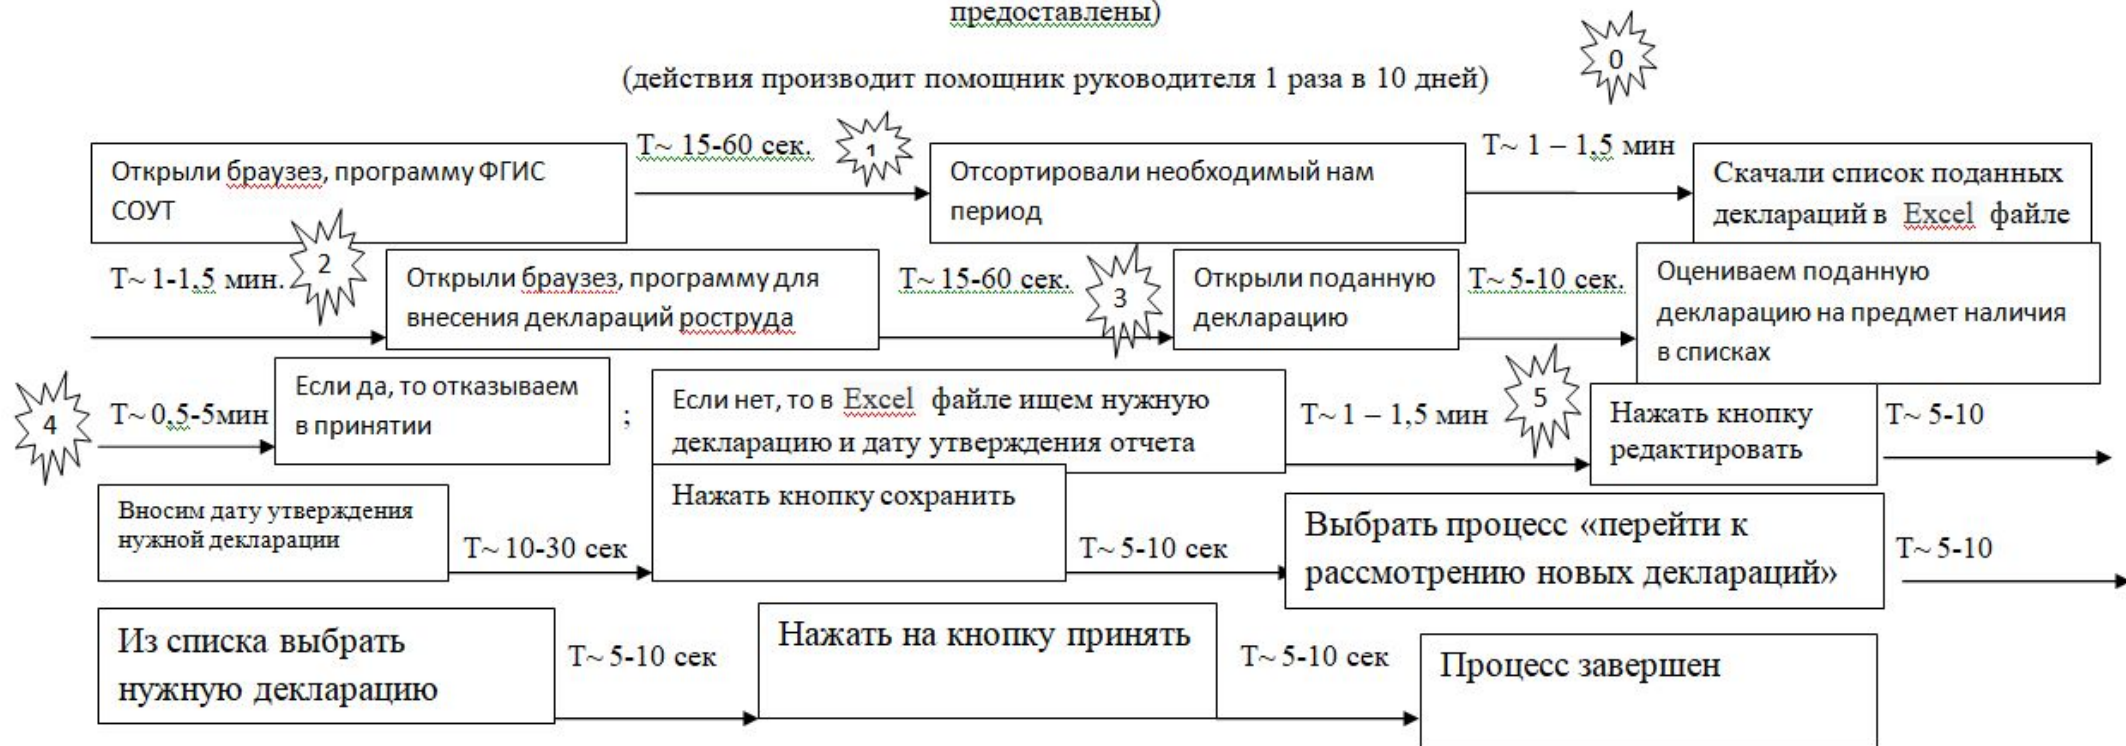 предоставлены)
0
(действия производит помощник руководителя 1 раза в 10 дней)
Открыли браузез, программу ФГИС
СОУТ
Т~ 15-60 сек.
1
Отсортировали необходимый нам
период
Т~ 1 – 1,5 мин
Скачали список поданных
деклараций в Excel файле
Т~ 1-1,5 мин.
2
Открыли браузез, программу для
внесения деклараций роструда
Т~ 15-60 сек.
3
Открыли поданную
декларацию
Т~ 5-10 сек.
Оцениваем поданную
декларацию на предмет наличия
в списках
4
Т~ 0,5-5мин
Если да, то отказываем
в принятии
;
Если нет, то в Excel файле ищем нужную
декларацию и дату утверждения отчета
Т~ 1 – 1,5 мин
5
Нажать кнопку
редактировать
Т~ 5-10
Вносим дату утверждения
нужной декларации
Т~ 10-30 сек
Нажать кнопку сохранить
Т~ 5-10 сек
Выбрать процесс «перейти к
рассмотрению новых деклараций»
Т~ 5-10
Из списка выбрать
нужную декларацию
Т~ 5-10 сек
Нажать на кнопку принять
Т~ 5-10 сек
Процесс завершен